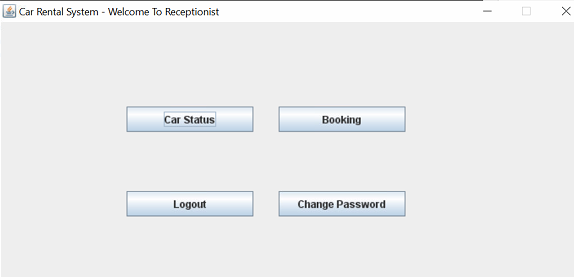 Car Rental System - Welcome To Receptionist
Car Status
Booking
Logout
Change Password